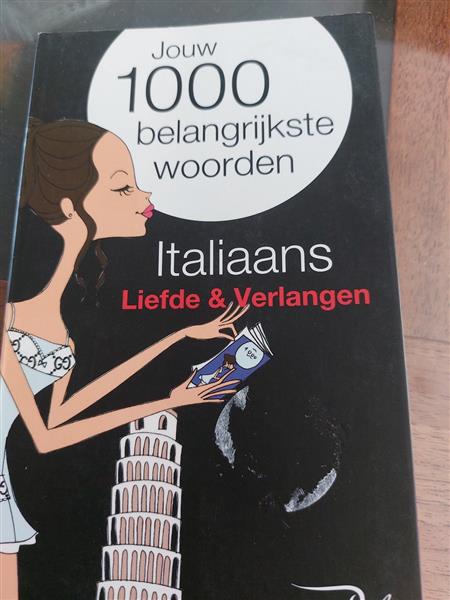 Jouw
1000
belangrijkste
woorden
Italiaans
Liefde & Verlangen